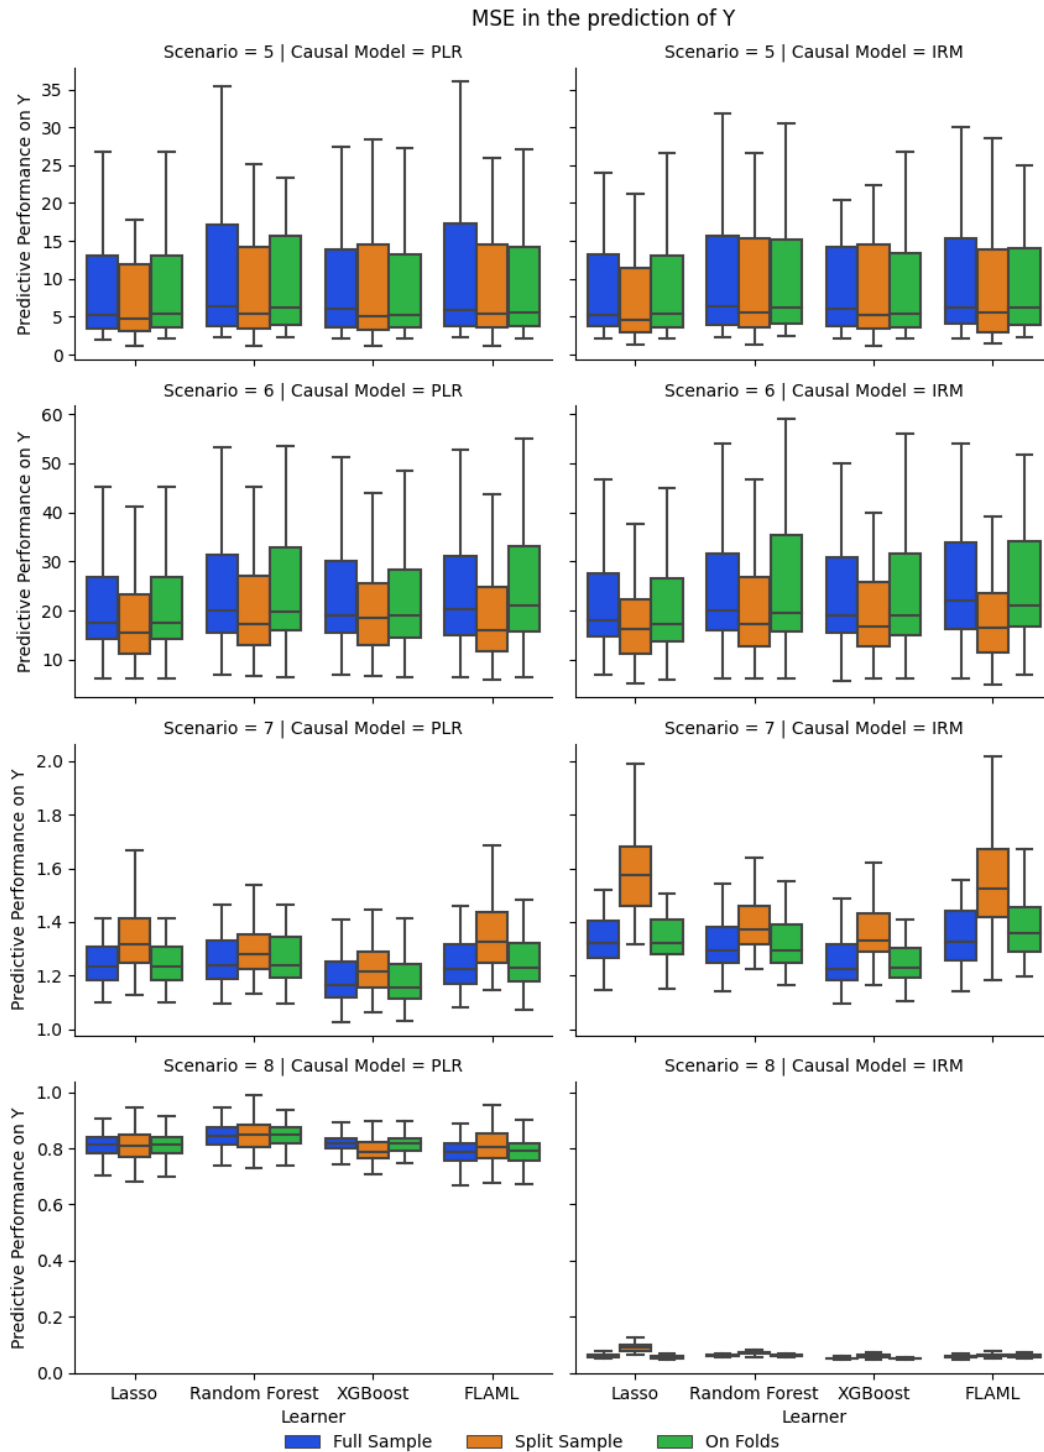 MSE in the prediction of Y
Scenario = 5 | Causal Model = PLR
Scenario = 5 | Causal Model = IRM
Predictive Performance on Y
35
30
25
20
15
10
5
0
Scenario = 6 | Causal Model = PLR
Scenario = 6 | Causal Model = IRM
Predictive Performance on Y
60
50
40
30
20
10
Scenario = 7 | Causal Model = PLR
Scenario = 7 | Causal Model = IRM
Predictive Performance on Y
2.0
1.8
1.6
1.4
1.2
1.0
Scenario = 8 | Causal Model = PLR
Scenario = 8 | Causal Model = IRM
Predictive Performance on Y
1.0
0.8
0.6
0.4
0.2
0.0
Lasso Random Forest XGBoost FLAML
Learner
Lasso Random Forest XGBoost FLAML
Learner
Full Sample Split Sample On Folds